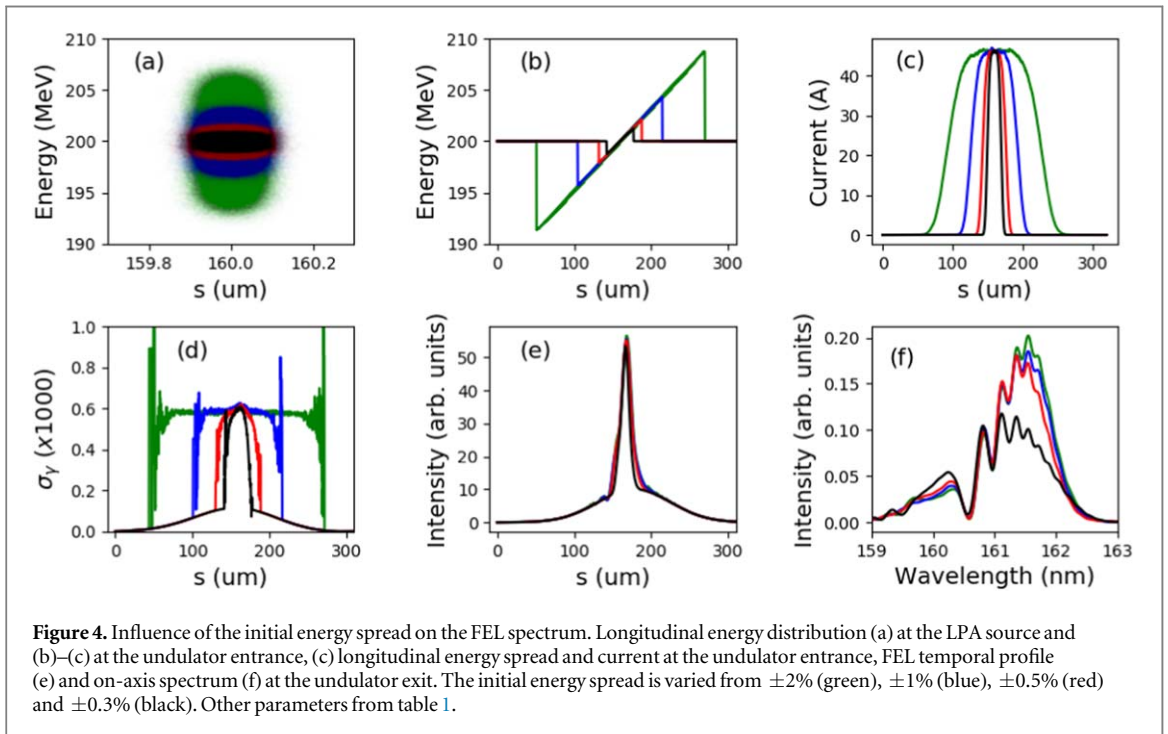 210
205
200
195
190
Energy (MeV)
(a)
159.8 160.0 160.2
s (um)
210
205
200
195
190
Energy (MeV)
(b)
0 100 200 300
s (um)
40
30
20
10
0
Current (A)
(c)
0 100 200 300
s (um)
1.0
0.8
0.6
0.4
0.2
0.0
σγ (x1000)
(d)
0 100 200 300
s (um)
50
40
30
20
10
0
Intensity (arb. units)
(e)
0 100 200 300
s (um)
0.20
0.15
0.10
0.05
0.00
Intensity (arb. units)
(f)
159 160 161 162 163
Wavelength (nm)
Figure 4. Influence of the initial energy spread on the FEL spectrum. Longitudinal energy distribution (a) at the LPA source and
(b)–(c) at the undulator entrance, (c) longitudinal energy spread and current at the undulator entrance, FEL temporal profile
(e) and on-axis spectrum (f) at the undulator exit. The initial energy spread is varied from ±2% (green), ±1% (blue), ±0.5% (red)
and ±0.3% (black). Other parameters from table 1.